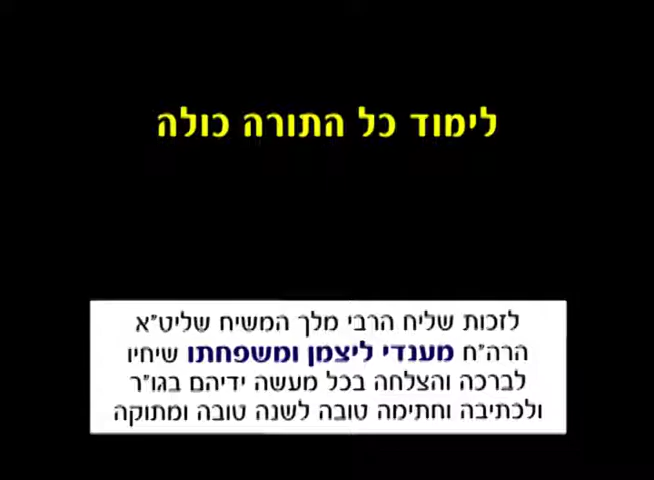 לימוד כל התורה כולה
לזכות שליח הרבי מלך המשיח שליט"א
הרה"ח מענדי ליצמן ומשפחתו שיחיו
לברכה והצלחה בכל מעשה ידיהם בגו"ר
ולכתיבה וחתימה טובה לשנה טובה ומתוקה